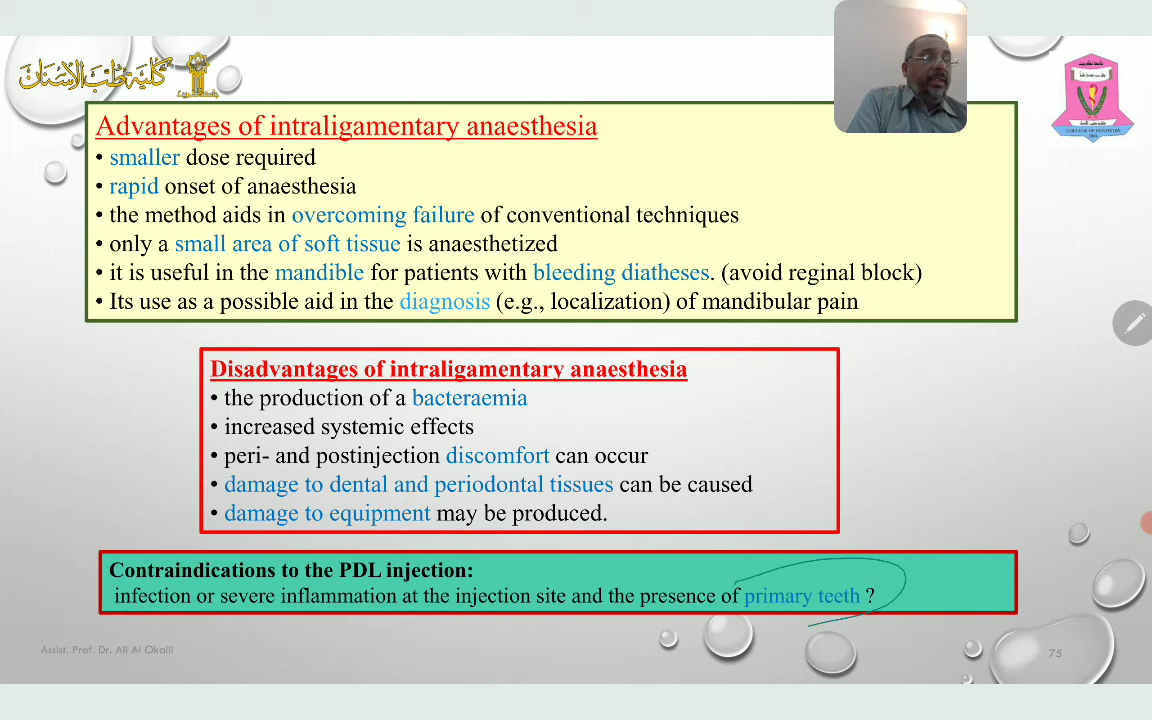 كلية طب الأسنان
Advantages of intraligamentary anaesthesia
• smaller dose required
• rapid onset of anaesthesia
• the method aids in overcoming failure of conventional techniques
• only a small area of soft tissue is anaesthetized
• it is useful in the mandible for patients with bleeding diatheses. (avoid reginal block)
• Its use as a possible aid in the diagnosis (e.g., localization) of mandibular pain
COLLEGE OF DENTISTRY
Disadvantages of intraligamentary anaesthesia
• the production of a bacteraemia
• increased systemic effects
• peri- and postinjection discomfort can occur
• damage to dental and periodontal tissues can be caused
• damage to equipment may be produced.
Contraindications to the PDL injection:
infection or severe inflammation at the injection site and the presence of primary teeth ?
Assist. Prof. Dr. Ali Al Okaili
75